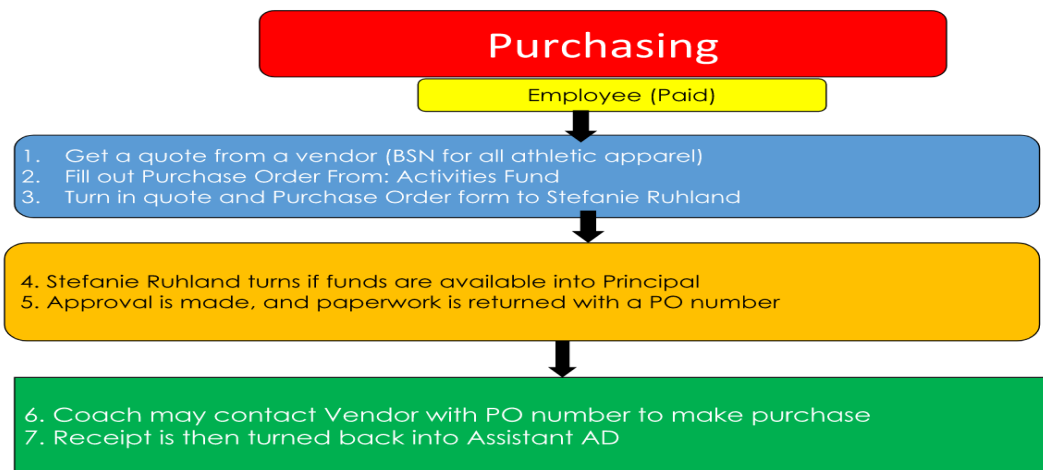 Purchasing
Employee (Paid)
1. Get a quote from a vendor (BSN for all athletic apparel)
2. Fill out Purchase Order From: Activities Fund
3. Turn in quote and Purchase Order form to Stefanie Ruhland
4. Stefanie Ruhland turns if funds are available into Principal
5. Approval is made, and paperwork is returned with a PO number
6. Coach may contact Vendor with PO number to make purchase
7. Receipt is then turned back into Assistant AD